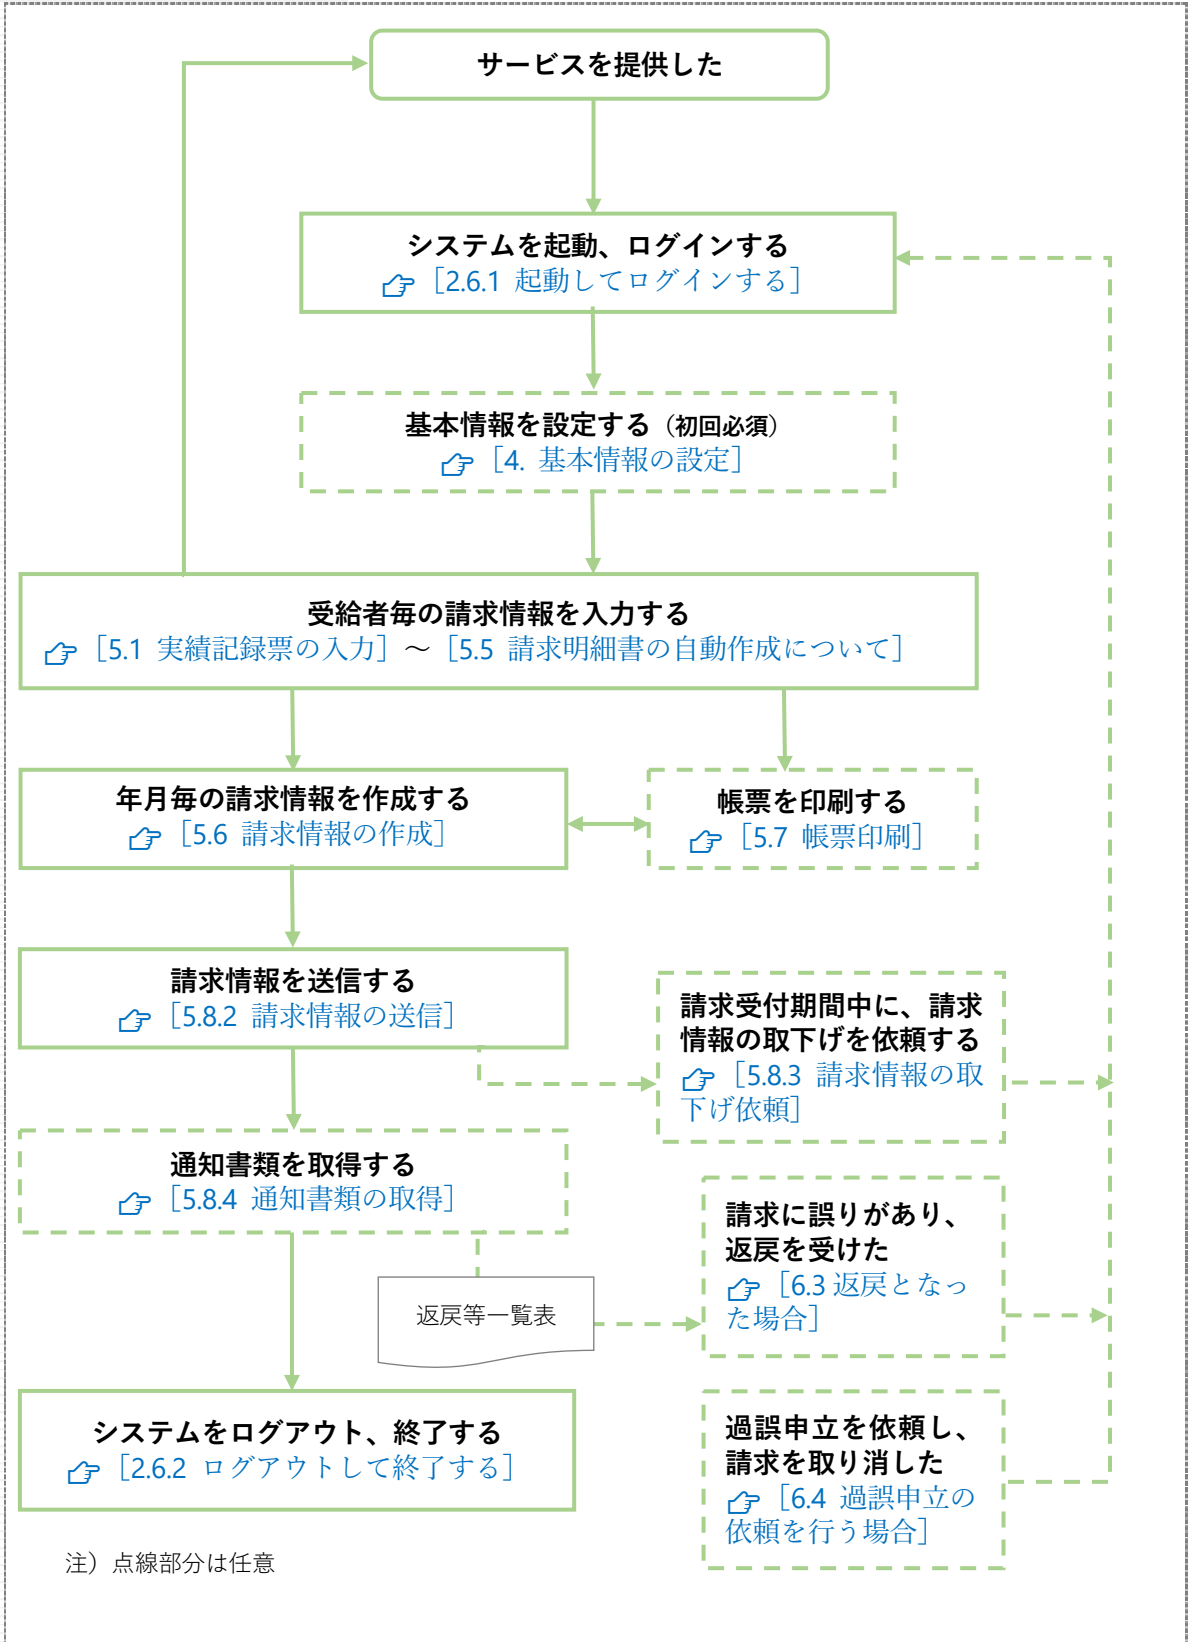 サービスを提供した
システムを起動、ログインする
[2.6.1 起動してログインする]
基本情報を設定する（初回必須）
[4. 基本情報の設定]
受給者毎の請求情報を入力する
[5.1 実績記録票の入力]～[5.5 請求明細書の自動作成について]
年月毎の請求情報を作成する
[5.6 請求情報の作成]
帳票を印刷する
[5.7 帳票印刷]
請求情報を送信する
[5.8.2 請求情報の送信]
請求受付期間中に、請求
情報の取下げを依頼する
[5.8.3 請求情報の取
下げ依頼]
通知書類を取得する
[5.8.4 通知書類の取得]
請求に誤りがあり、
返戻を受けた
[6.3 返戻となっ
た場合]
返戻等一覧表
システムをログアウト、終了する
[2.6.2 ログアウトして終了する]
過誤申立を依頼し、
請求を取り消した
[6.4 過誤申立の
依頼を行う場合]
注）点線部分は任意